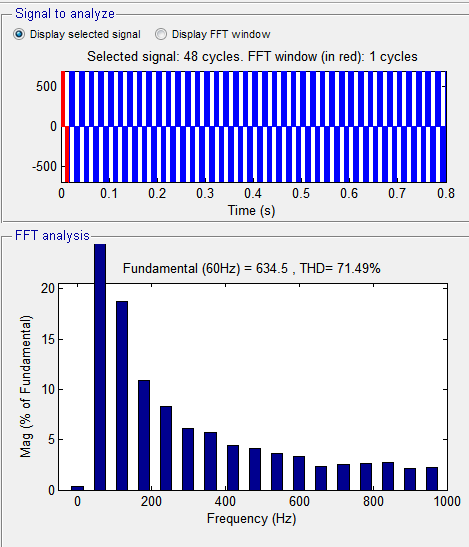 Signal to analyze
Display selected signal Display FFT window
Selected signal: 48 cycles. FFT window (in red): 1 cycles
500
0
-500
0 0.1 0.2 0.3 0.4 0.5 0.6 0.7 0.8
Time (s)
FFT analysis
Fundamental (60Hz) = 634.5 , THD= 71.49%
20
15
10
5
0
Mag (% of Fundamental)
0 200 400 600 800 1000
Frequency (Hz)